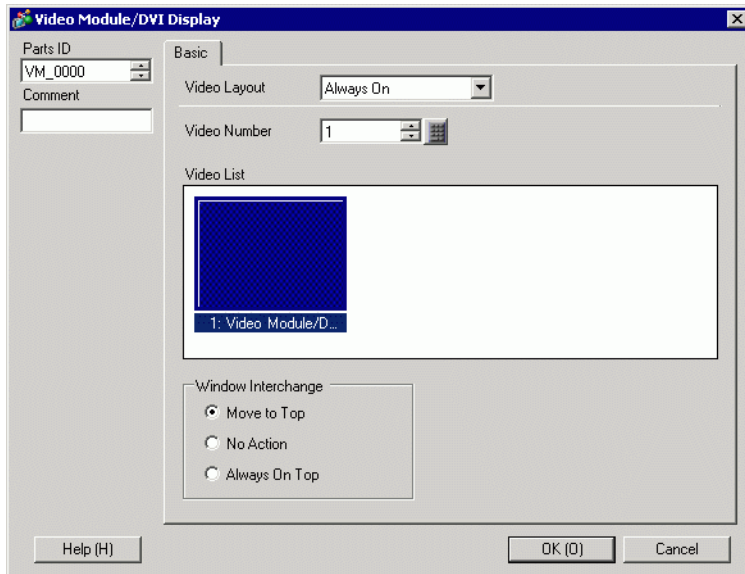 Video Module/DVI Display
Parts ID
VM_0000
Comment
Basic
Video Layout
Always On
Video Number
1
Video List
1: Video Module/D...
Window Interchange
Move to Top
No Action
Always On Top
Help (H)
OK (O)
Cancel